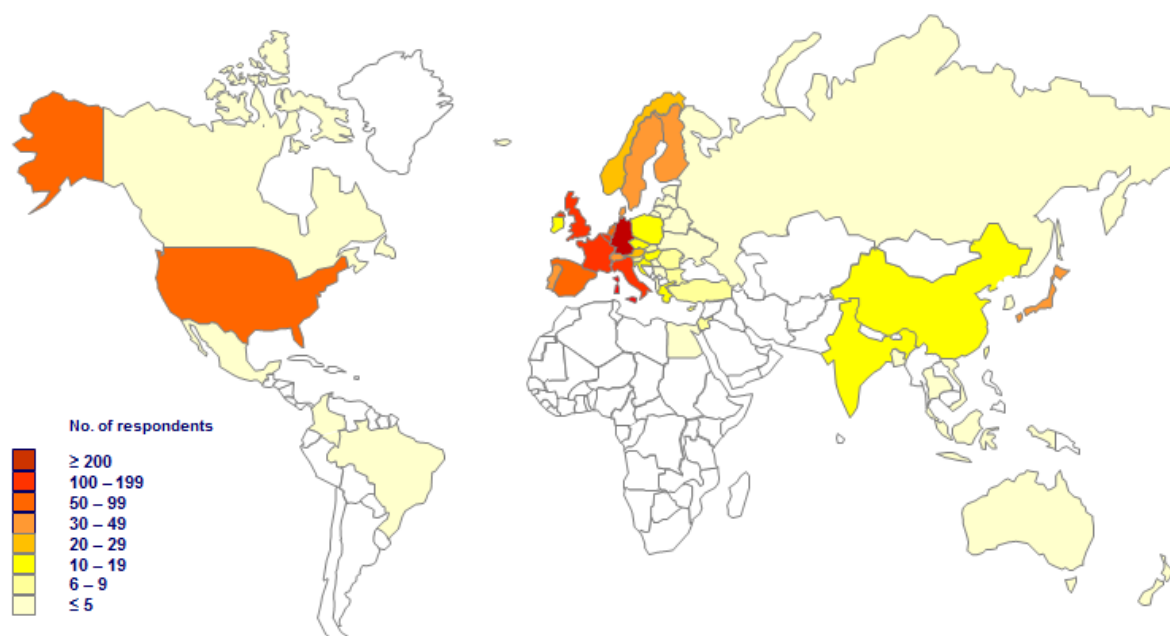 No. of respondents
≥ 200
100 – 199
50 – 99
30 – 49
20 – 29
10 – 19
6 – 9
≤ 5